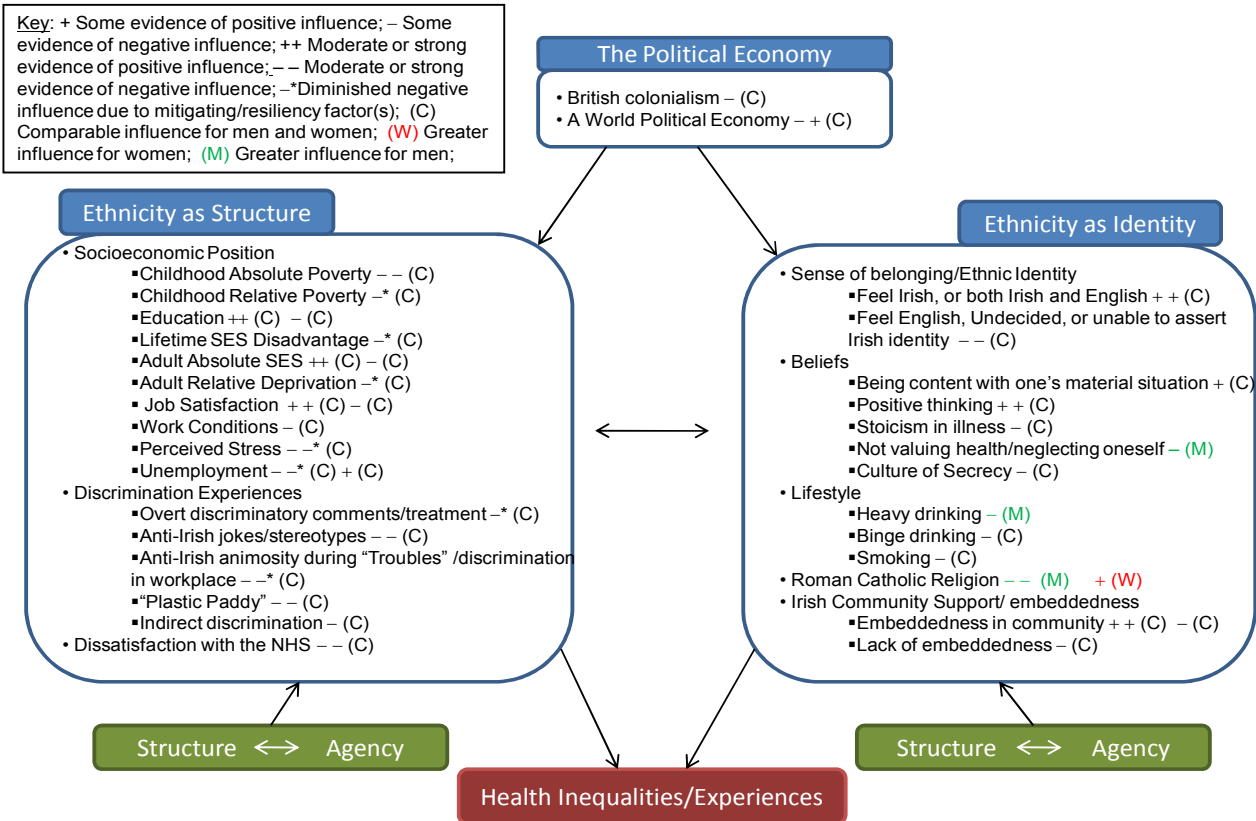 Key: + Some evidence of positive influence; – Some
evidence of negative influence; ++ Moderate or strong
evidence of positive influence; – – Moderate or strong
evidence of negative influence; –*Diminished negative
influence due to mitigating/resiliency factor(s); (C)
Comparable influence for men and women; (W) Greater
influence for women; (M) Greater influence for men;
The Political Economy
• British colonialism – (C)
• A World Political Economy – + (C)
Ethnicity as Structure
• Socioeconomic Position
▪Childhood Absolute Poverty – – (C)
▪Childhood Relative Poverty –* (C)
▪Education ++ (C) – (C)
▪Lifetime SES Disadvantage –* (C)
▪Adult Absolute SES ++ (C) – (C)
▪Adult Relative Deprivation –* (C)
▪ Job Satisfaction + + (C) – (C)
▪Work Conditions – (C)
▪Perceived Stress – –* (C)
▪Unemployment – –* (C) + (C)
• Discrimination Experiences
▪Overt discriminatory comments/treatment –* (C)
▪Anti-Irish jokes/stereotypes – – (C)
▪Anti-Irish animosity during “Troubles” /discrimination
in workplace – –* (C)
▪“Plastic Paddy” – – (C)
▪Indirect discrimination – (C)
• Dissatisfaction with the NHS – – (C)
Ethnicity as Identity
• Sense of belonging/Ethnic Identity
▪Feel Irish, or both Irish and English + + (C)
▪Feel English, Undecided, or unable to assert
Irish identity – – (C)
• Beliefs
▪Being content with one’s material situation + (C)
▪Positive thinking + + (C)
▪Stoicism in illness – (C)
▪Not valuing health/neglecting oneself – (M)
▪Culture of Secrecy – (C)
• Lifestyle
▪Heavy drinking – (M)
▪Binge drinking – (C)
▪Smoking – (C)
• Roman Catholic Religion – – (M) + (W)
• Irish Community Support/ embeddedness
▪Embeddedness in community + + (C) – (C)
▪Lack of embeddedness – (C)
Structure Agency
Structure Agency
Health Inequalities/Experiences